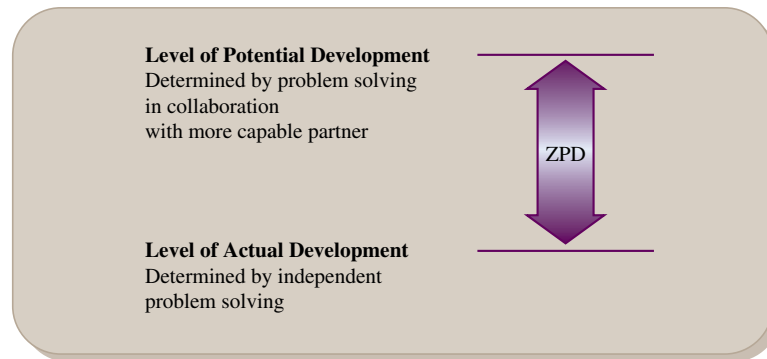 Level of Potential Development
Determined by problem solving
in collaboration
with more capable partner
ZPD
Level of Actual Development
Determined by independent
problem solving